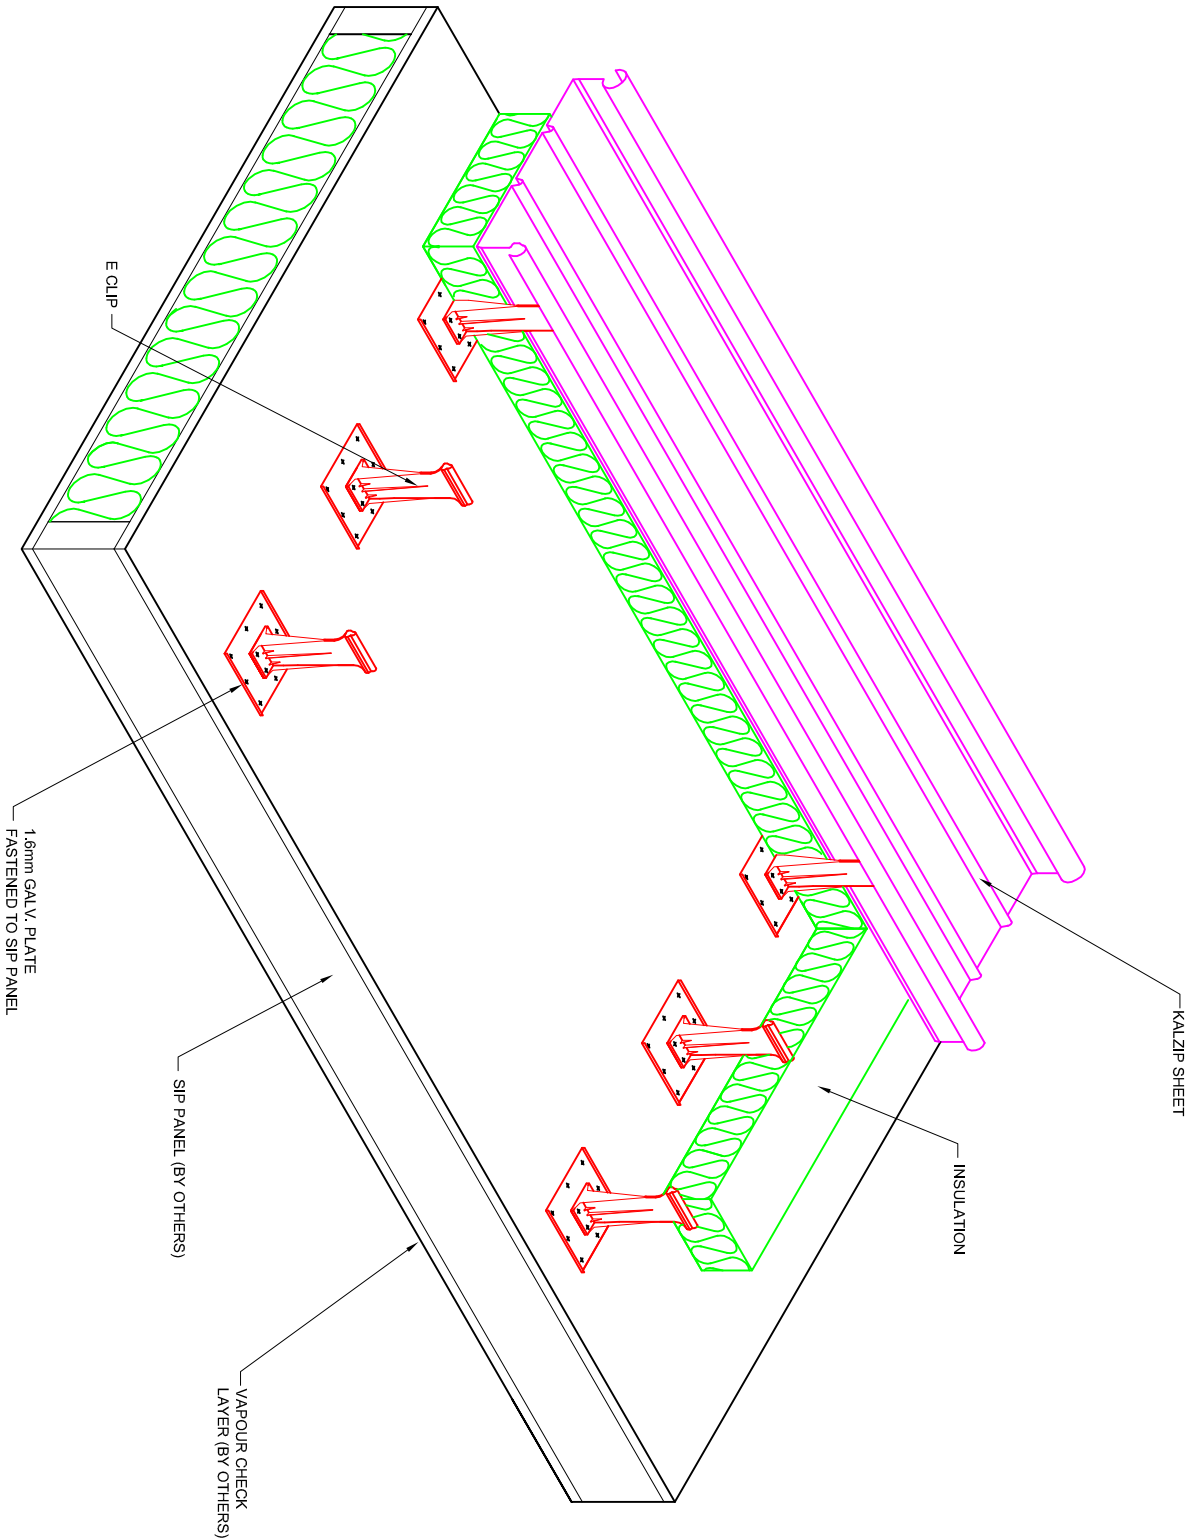 KALZIP SHEET
INSULATION
E CLIP
1.6mm GALV. PLATE
FASTENED TO SIP PANEL
SIP PANEL (BY OTHERS)
VAPOUR CHECK
LAYER (BY OTHERS)